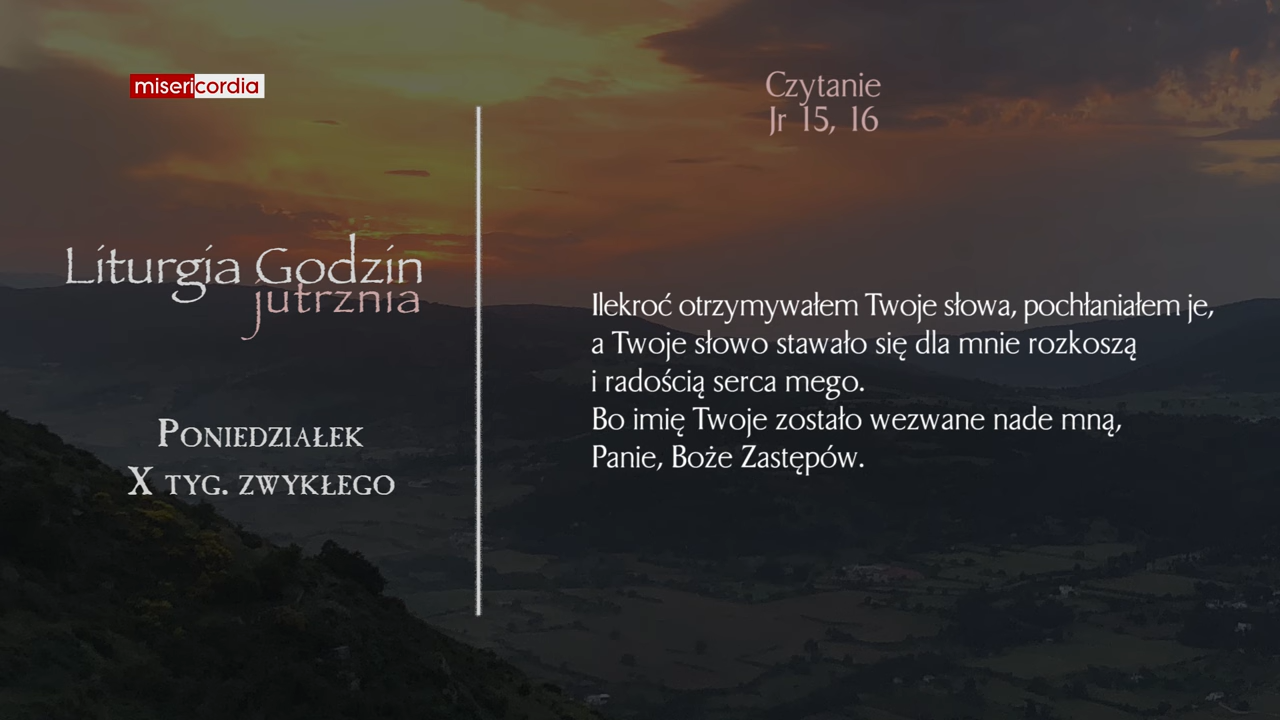 misericordia
Liturgia Godzin
jutrznia
Poniedziałek
X tyg. zwykłego
Czytanie
Jr 15, 16
Ilekroć otrzymywałem Twoje słowa, pochłaniałem je,
a Twoje słowo stawało się dla mnie rozkoszą
i radością serca mego.
Bo imię Twoje zostało wezwane nade mną,
Panie, Boże Zastępów.